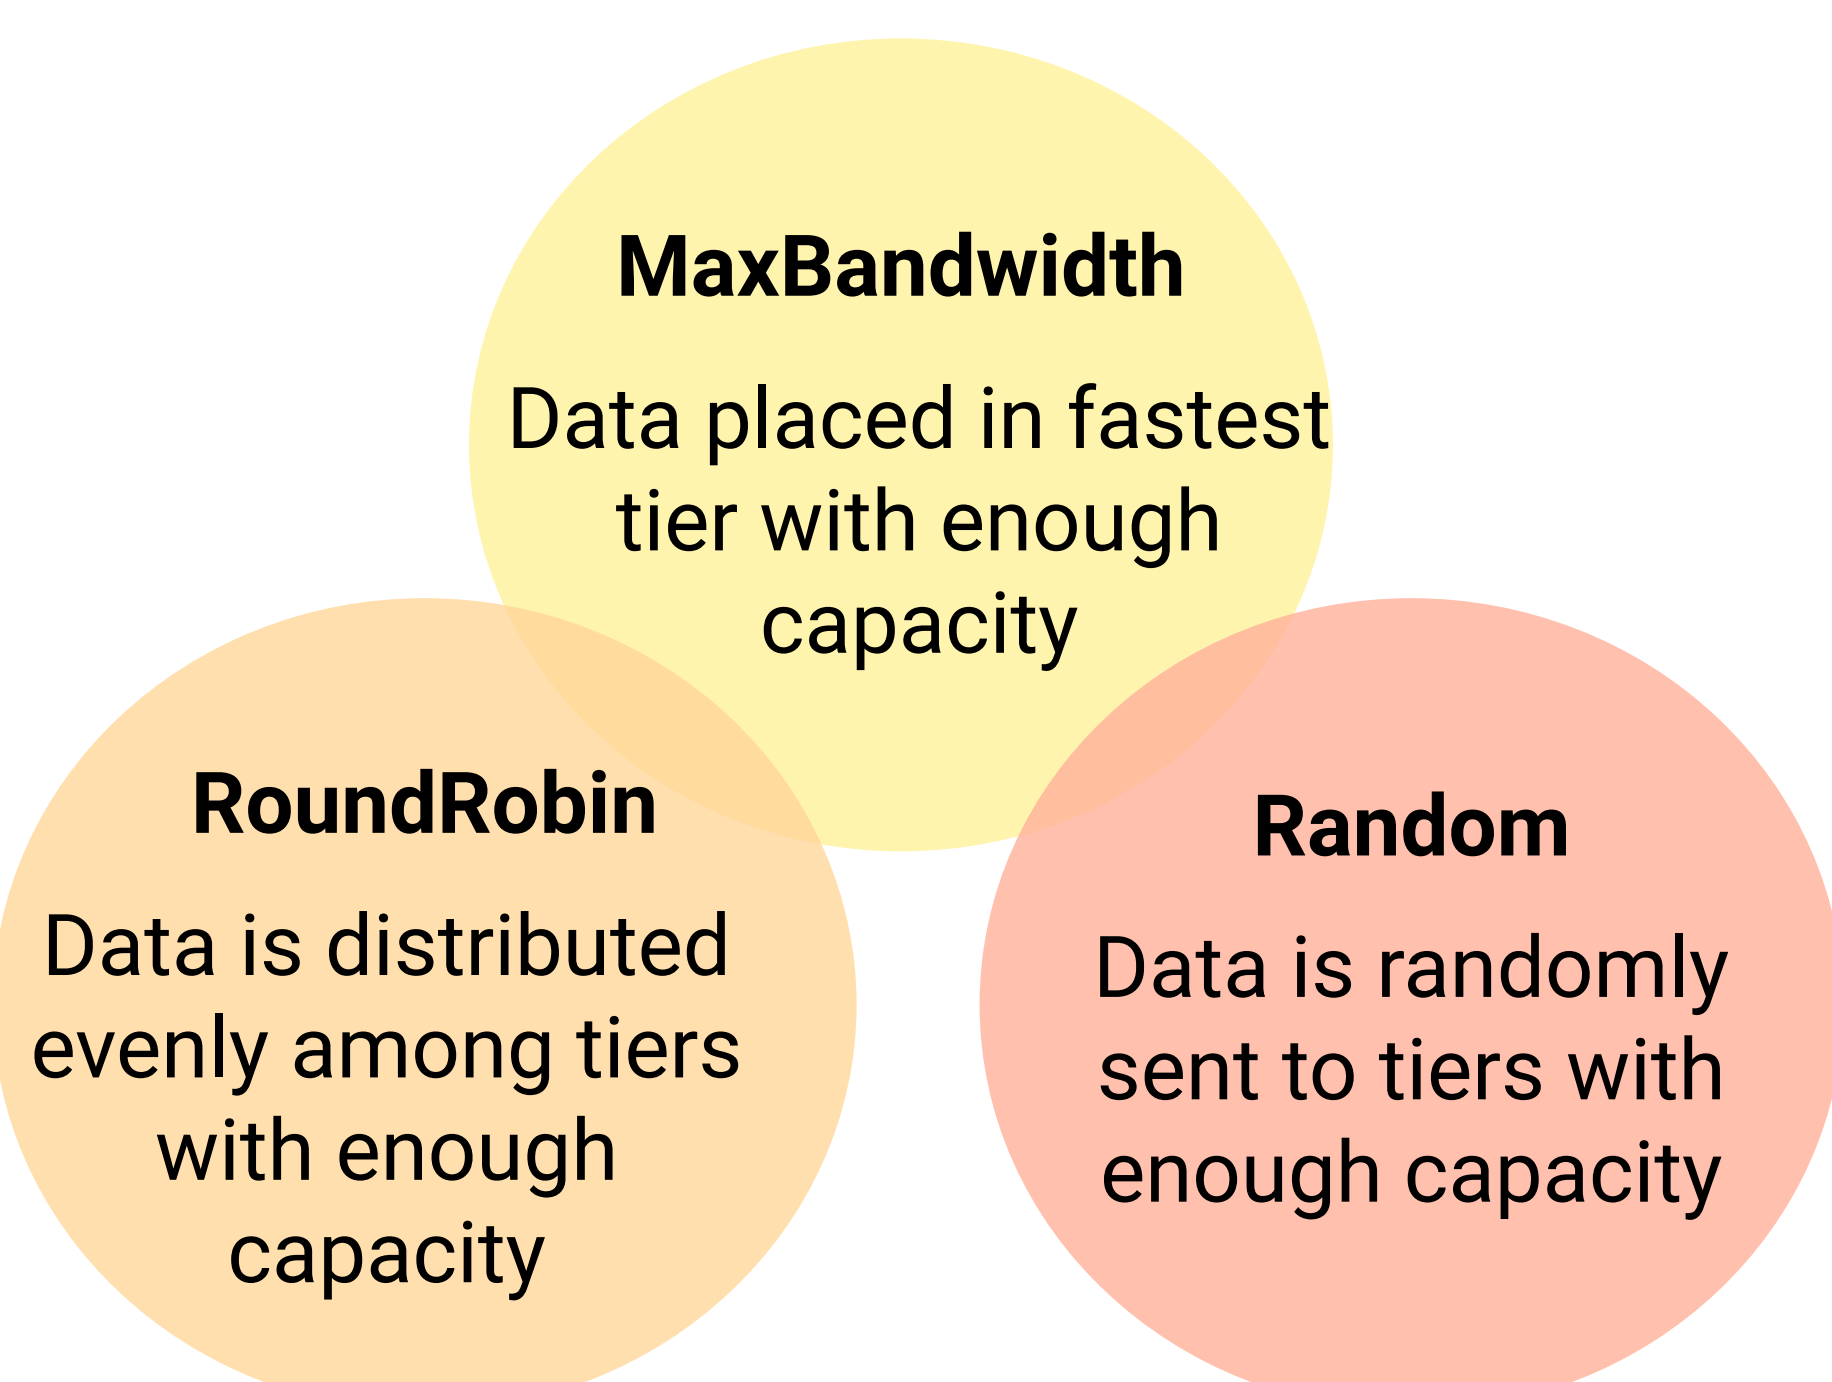 MaxBandwidth
Data placed in fastest
tier with enough
capacity
RoundRobin
Data is distributed
evenly among tiers
with enough
capacity
Random
Data is randomly
sent to tiers with
enough capacity